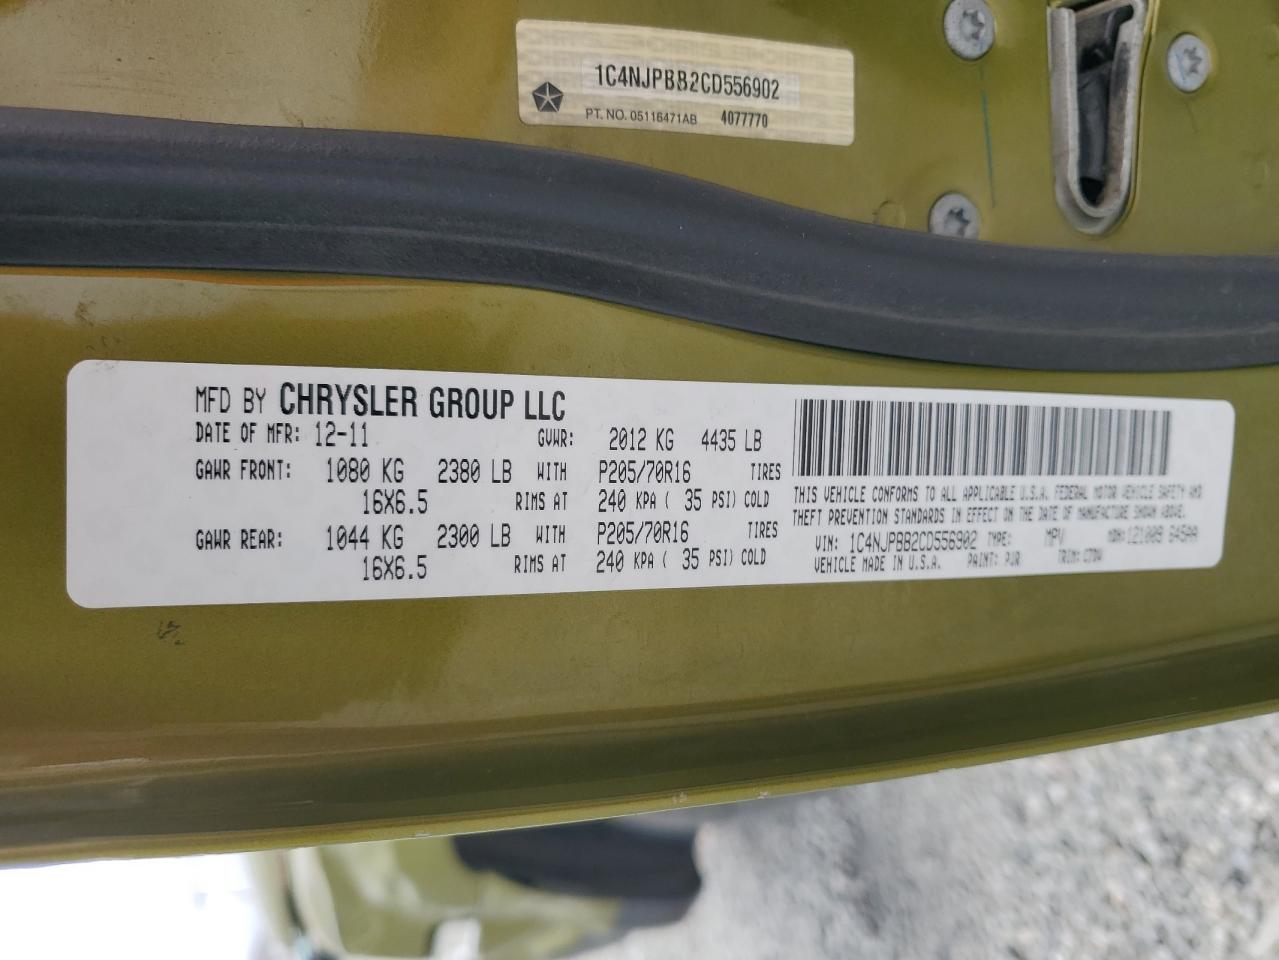 1C4NJPBB2CD556902
PT. NO. 05116471AB 4077770
MFD BY CHRYSLER GROUP LLC
DATE OF MFR: 12-11 GVWR: 2012 KG 4435 LB
GAWR FRONT: 1080 KG 2380 LB WITH P205/70R16 TIRES
16X6.5 RIMS AT 240 KPA ( 35 PSI) COLD
GAWR REAR: 1044 KG 2300 LB WITH P205/70R16 TIRES
16X6.5 RIMS AT 240 KPA ( 35 PSI) COLD
THIS VEHICLE CONFORMS TO ALL APPLICABLE U.S.A. FEDERAL MOTOR VEHICLE SAFETY AND
THEFT PREVENTION STANDARDS IN EFFECT ON THE DATE OF MANUFACTURE SHOWN ABOVE.
VIN: 1C4NJPBB2CD556902 TYPE: MPV MDH: 121009 645AA
VEHICLE MADE IN U.S.A. PAINT: PJR TRIM: